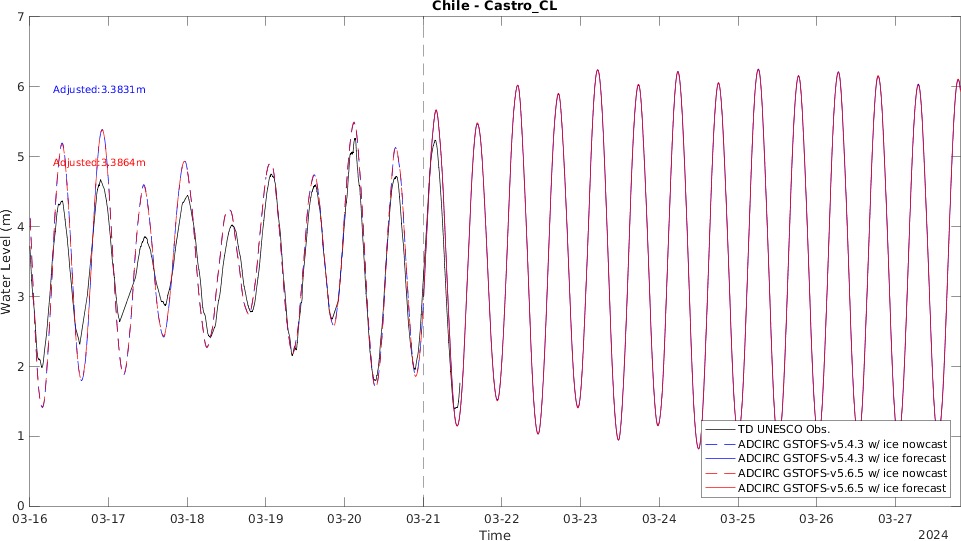 Chile - Castro_CL
7
6
5
4
3
2
1
0
Water Level (m)
Adjusted:3.3831m
Adjusted:3.3864m
TD UNESCO Obs.
ADCIRC GSTOFS-v5.4.3 w/ ice nowcast
ADCIRC GSTOFS-v5.4.3 w/ ice forecast
ADCIRC GSTOFS-v5.6.5 w/ ice nowcast
ADCIRC GSTOFS-v5.6.5 w/ ice forecast
03-16 03-17 03-18 03-19 03-20 03-21 03-22 03-23 03-24 03-25 03-26 03-27
Time
2024